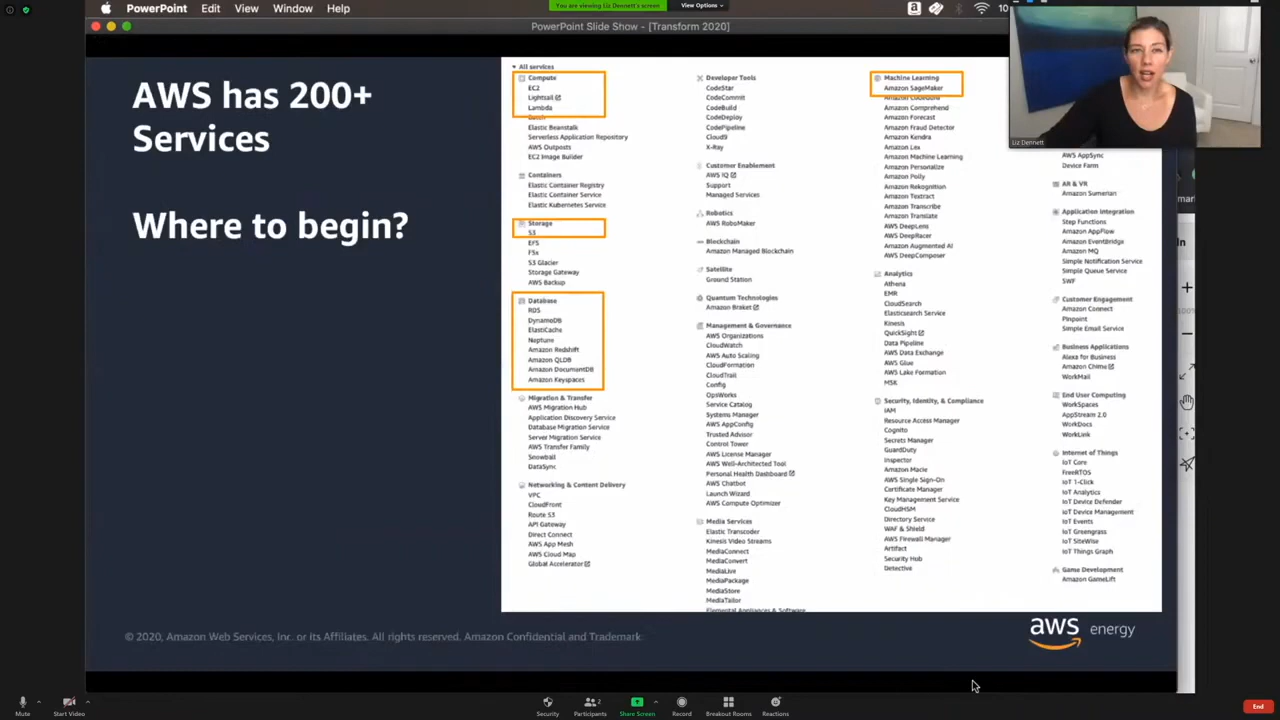 PowerPoint
Edit
View
Window
Help
You are viewing Liz Dennett's screen
View Options
10
PowerPoint Slide Show - [Transform 2020]
Liz Dennett
AWS has 200+
Services
Where to begin?
All services
Compute
EC2
Lightsail
Lambda
Batch
Elastic Beanstalk
Serverless Application Repository
AWS Outposts
EC2 Image Builder
Containers
Elastic Container Registry
Elastic Container Service
Elastic Kubernetes Service
Storage
S3
EFS
FSx
S3 Glacier
Storage Gateway
AWS Backup
Database
RDS
DynamoDB
ElastiCache
Neptune
Amazon Redshift
Amazon QLDB
Amazon DocumentDB
Amazon Keyspaces
Migration & Transfer
AWS Migration Hub
Application Discovery Service
Database Migration Service
Server Migration Service
AWS Transfer Family
Snowball
DataSync
Networking & Content Delivery
VPC
CloudFront
Route 53
API Gateway
Direct Connect
AWS App Mesh
AWS Cloud Map
Global Accelerator
Developer Tools
CodeStar
CodeCommit
CodeBuild
CodeDeploy
CodePipeline
Cloud9
X-Ray
Customer Enablement
AWS IQ
Support
Managed Services
Robotics
AWS RoboMaker
Blockchain
Amazon Managed Blockchain
Satellite
Ground Station
Quantum Technologies
Amazon Braket
Management & Governance
AWS Organizations
CloudWatch
AWS Auto Scaling
CloudFormation
CloudTrail
Config
OpsWorks
Service Catalog
Systems Manager
AWS AppConfig
Trusted Advisor
Control Tower
AWS License Manager
AWS Well-Architected Tool
Personal Health Dashboard
AWS Chatbot
Launch Wizard
AWS Compute Optimizer
Media Services
Elastic Transcoder
Kinesis Video Streams
MediaConnect
MediaConvert
MediaLive
MediaPackage
MediaStore
MediaTailor
Elemental Appliances & Software
Machine Learning
Amazon SageMaker
Amazon CodeGuru
Amazon Comprehend
Amazon Forecast
Amazon Fraud Detector
Amazon Kendra
Amazon Lex
Amazon Machine Learning
Amazon Personalize
Amazon Polly
Amazon Rekognition
Amazon Textract
Amazon Transcribe
Amazon Translate
AWS DeepLens
AWS DeepRacer
Amazon Augmented AI
AWS DeepComposer
Analytics
Athena
EMR
CloudSearch
Elasticsearch Service
Kinesis
QuickSight
Data Pipeline
AWS Data Exchange
AWS Glue
AWS Lake Formation
MSK
Security, Identity, & Compliance
IAM
Resource Access Manager
Cognito
Secrets Manager
GuardDuty
Inspector
Amazon Macie
AWS Single Sign-On
Certificate Manager
Key Management Service
CloudHSM
Directory Service
WAF & Shield
AWS Firewall Manager
Artifact
Security Hub
Detective
AWS AppSync
Device Farm
AR & VR
Amazon Sumerian
Application Integration
Step Functions
Amazon AppFlow
Amazon EventBridge
Amazon MQ
Simple Notification Service
Simple Queue Service
SWF
Customer Engagement
Amazon Connect
Pinpoint
Simple Email Service
Business Applications
Alexa for Business
Amazon Chime
WorkMail
End User Computing
WorkSpaces
AppStream 2.0
WorkDocs
WorkLink
Internet of Things
IoT Core
FreeRTOS
IoT 1-Click
IoT Analytics
IoT Device Defender
IoT Device Management
IoT Events
IoT Greengrass
IoT SiteWise
IoT Things Graph
Game Development
Amazon GameLift
© 2020, Amazon Web Services, Inc. or its Affiliates. All rights reserved. Amazon Confidential and Trademark
aws energy
Mute
Start Video
Security
Participants
2
Share Screen
Record
Breakout Rooms
Reactions
End